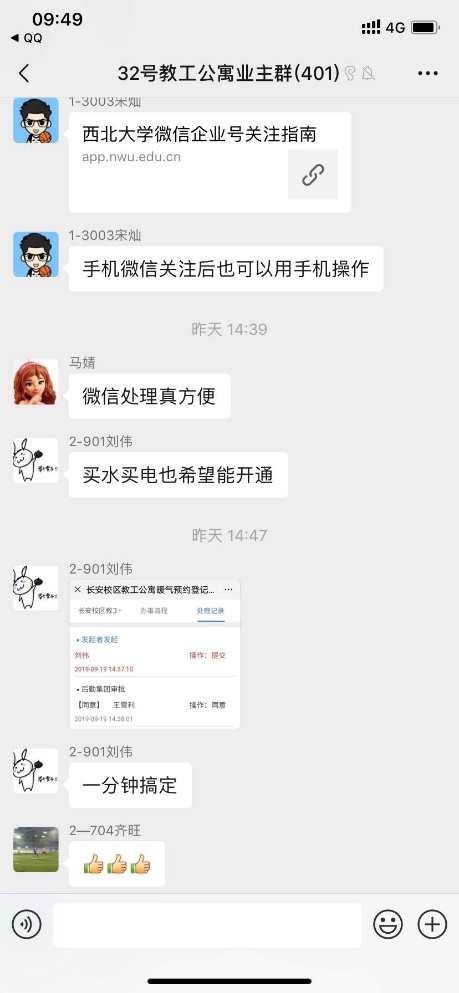 09:49
4G
QQ
32号教工公寓业主群(401)
1-3003宋灿
西北大学微信企业号关注指南
app.nwu.edu.cn
1-3003宋灿
手机微信关注后也可以用手机操作
昨天 14:39
马婧
微信处理真方便
2-901刘伟
买水买电也希望能开通
昨天 14:47
2-901刘伟
长安校区教工公寓暖气预约登记...
长安校区教工 办事流程 处理记录
发起者发起
刘伟 操作：提交
2019-09-19 14:37:10
后勤集团审批
【同意】 王雪利 操作：同意
2019-09-19 14:38:01
2-901刘伟
一分钟搞定
2—704齐旺